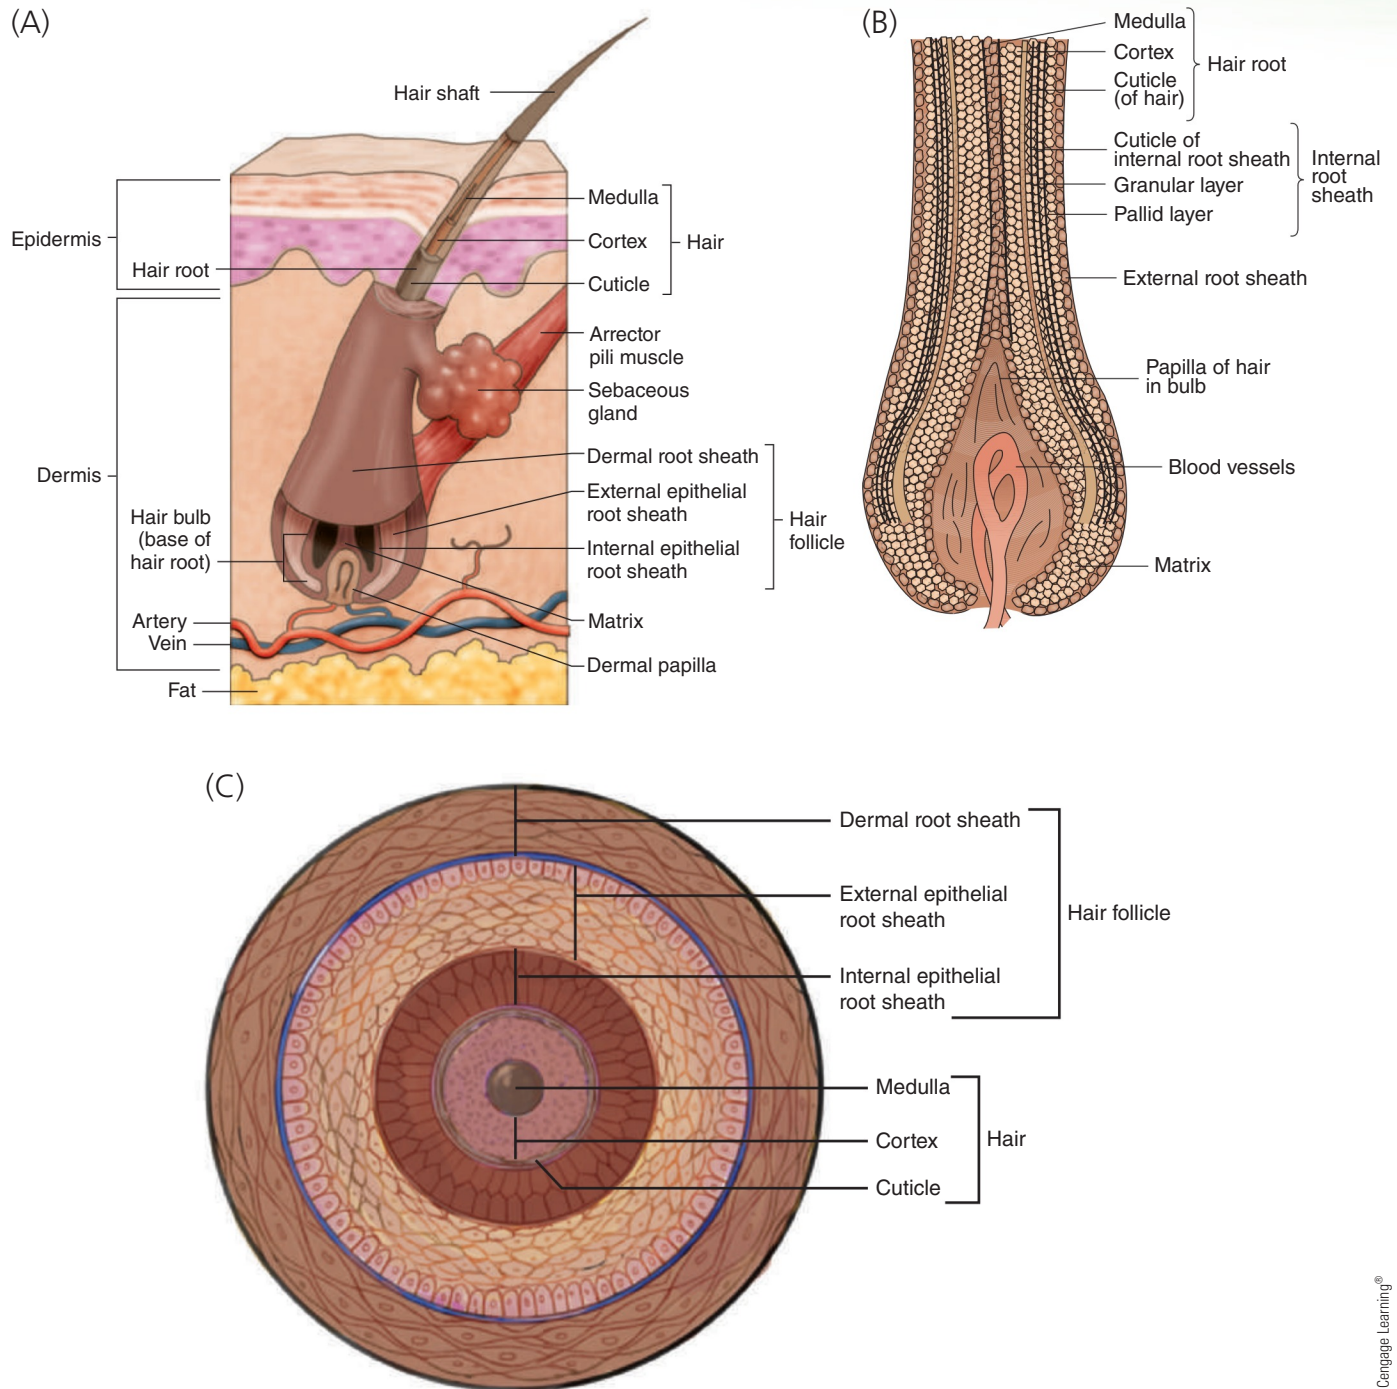 (A)
Hair shaft
Epidermis
Hair root
Medulla
Cortex
Cuticle
Hair
Arrector
pili muscle
Sebaceous
gland
Dermis
Dermal root sheath
External epithelial
root sheath
Internal epithelial
root sheath
Hair
follicle
Hair bulb
(base of
hair root)
Artery
Vein
Matrix
Dermal papilla
Fat
(B)
Medulla
Cortex
Cuticle
(of hair)
Hair root
Cuticle of
internal root sheath
Granular layer
Pallid layer
Internal
root
sheath
External root sheath
Papilla of hair
in bulb
Blood vessels
Matrix
(C)
Dermal root sheath
External epithelial
root sheath
Internal epithelial
root sheath
Hair follicle
Medulla
Cortex
Cuticle
Hair
Cengage Learning®